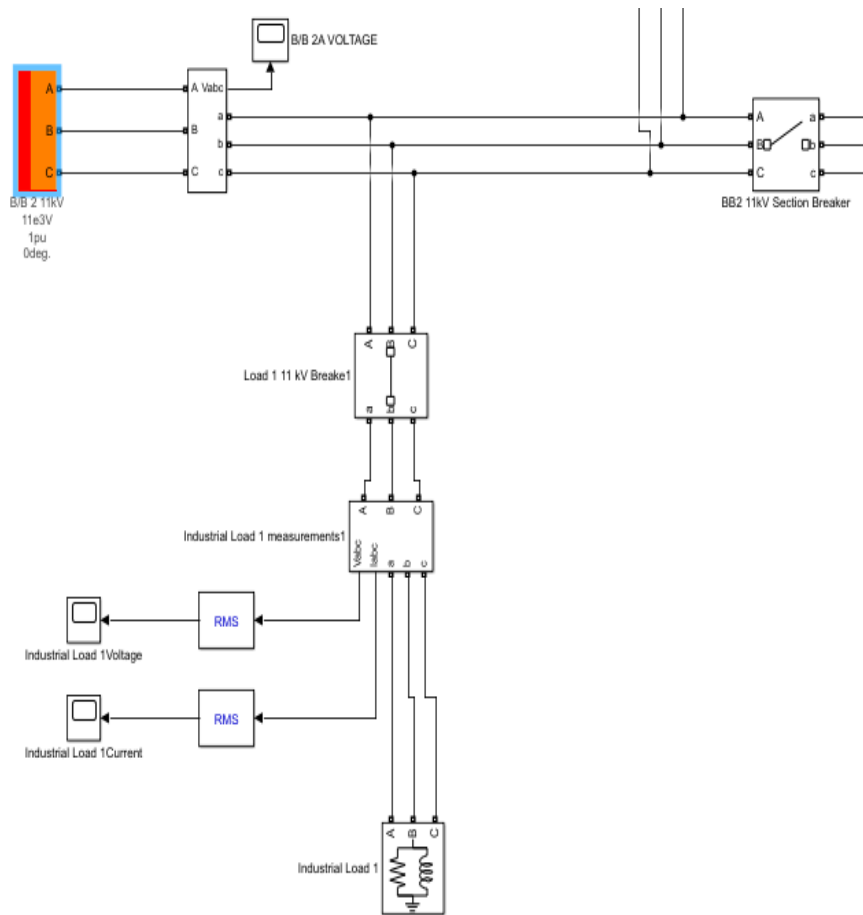 B/B 2A VOLTAGE
A
B
C
A Vabc
B
C
a
b
c
B/B 2 11kV
11e3V
1pu
0deg.
A
B
C
a
b
c
BB2 11kV Section Breaker
A
B
C
Load 1 11 kV Breake1
a
b
c
A
B
C
Industrial Load 1 measurements1
Vabc
Iabc
a
b
c
RMS
Industrial Load 1Voltage
RMS
Industrial Load 1Current
A
B
C
Industrial Load 1